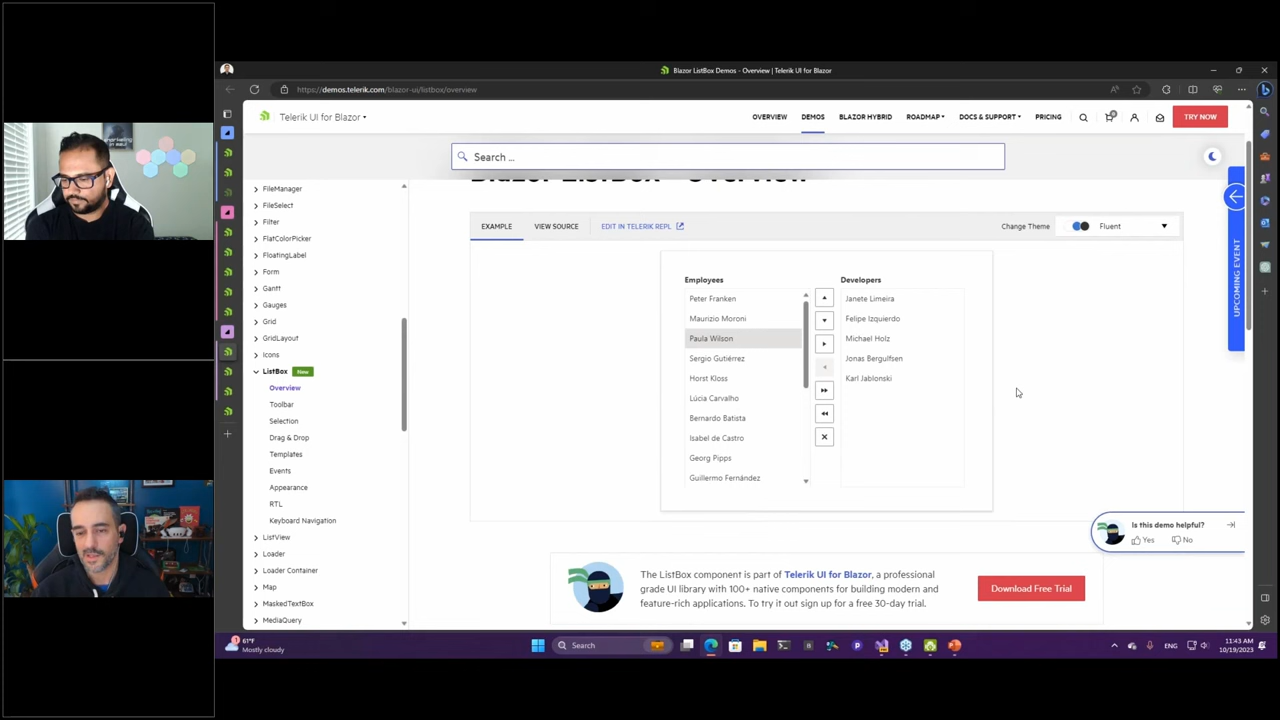 Blazor ListBox Demos - Overview | Telerik UI for Blazor
https://demos.telerik.com/blazor-ui/listbox/overview
Telerik UI for Blazor
OVERVIEW
DEMOS
BLAZOR HYBRID
ROADMAP
DOCS & SUPPORT
PRICING
TRY NOW
Search ...
Blazor ListBox - Overview
EXAMPLE
VIEW SOURCE
EDIT IN TELERIK REPL
Change Theme
Fluent
FileManager
FileSelect
Filter
FlatColorPicker
FloatingLabel
Form
Gantt
Gauges
Grid
GridLayout
Icons
ListBox New
Overview
Toolbar
Selection
Drag & Drop
Templates
Events
Appearance
RTL
Keyboard Navigation
ListView
Loader
Loader Container
Map
MaskedTextBox
MediaQuery
Employees
Peter Franken
Maurizio Moroni
Paula Wilson
Sergio Gutiérrez
Horst Kloss
Lúcia Carvalho
Bernardo Batista
Isabel de Castro
Georg Pipps
Guillermo Fernández
Developers
Janete Limeira
Felipe Izquierdo
Michael Holz
Jonas Bergulfsen
Karl Jablonski
UPCOMING EVENT
Is this demo helpful?
Yes
No
The ListBox component is part of Telerik UI for Blazor, a professional
grade UI library with 100+ native components for building modern and
feature-rich applications. To try it out sign up for a free 30-day trial.
Download Free Trial
61°F
Mostly cloudy
Search
ENG
11:43 AM
10/19/2023